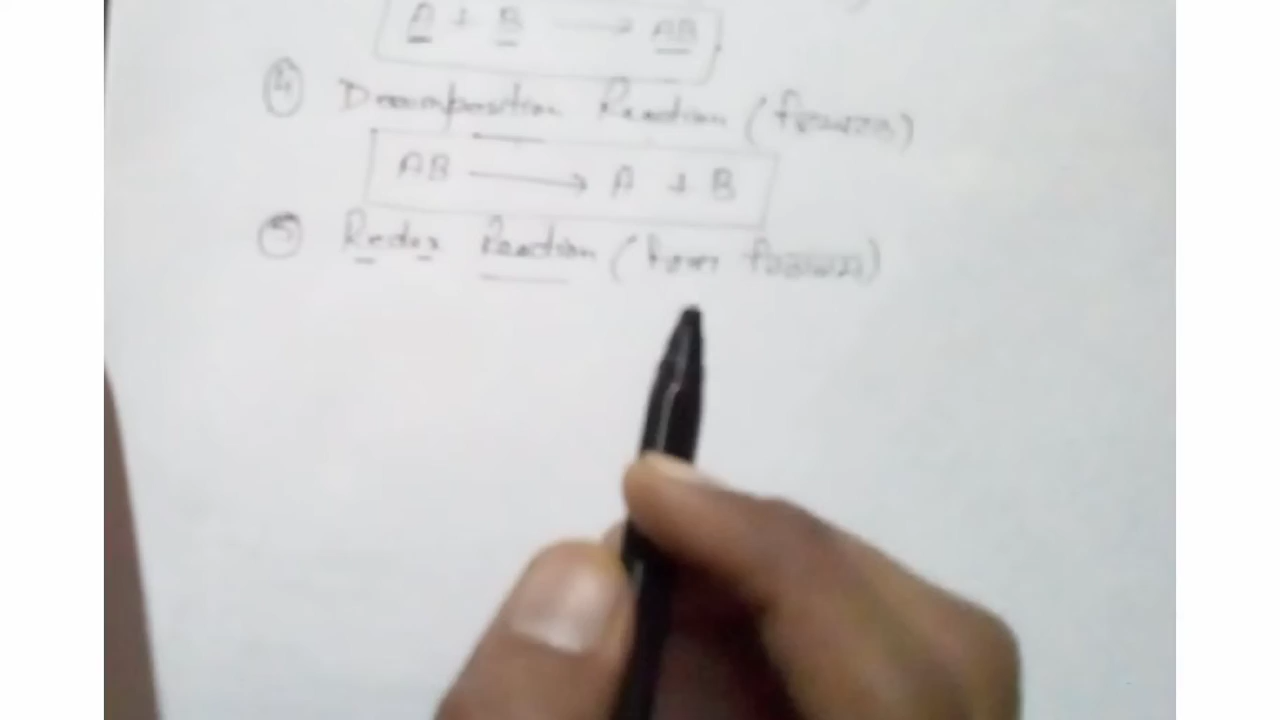 A + B → AB
④ Decomposition Reaction
AB → A + B
⑤ Redox Reaction